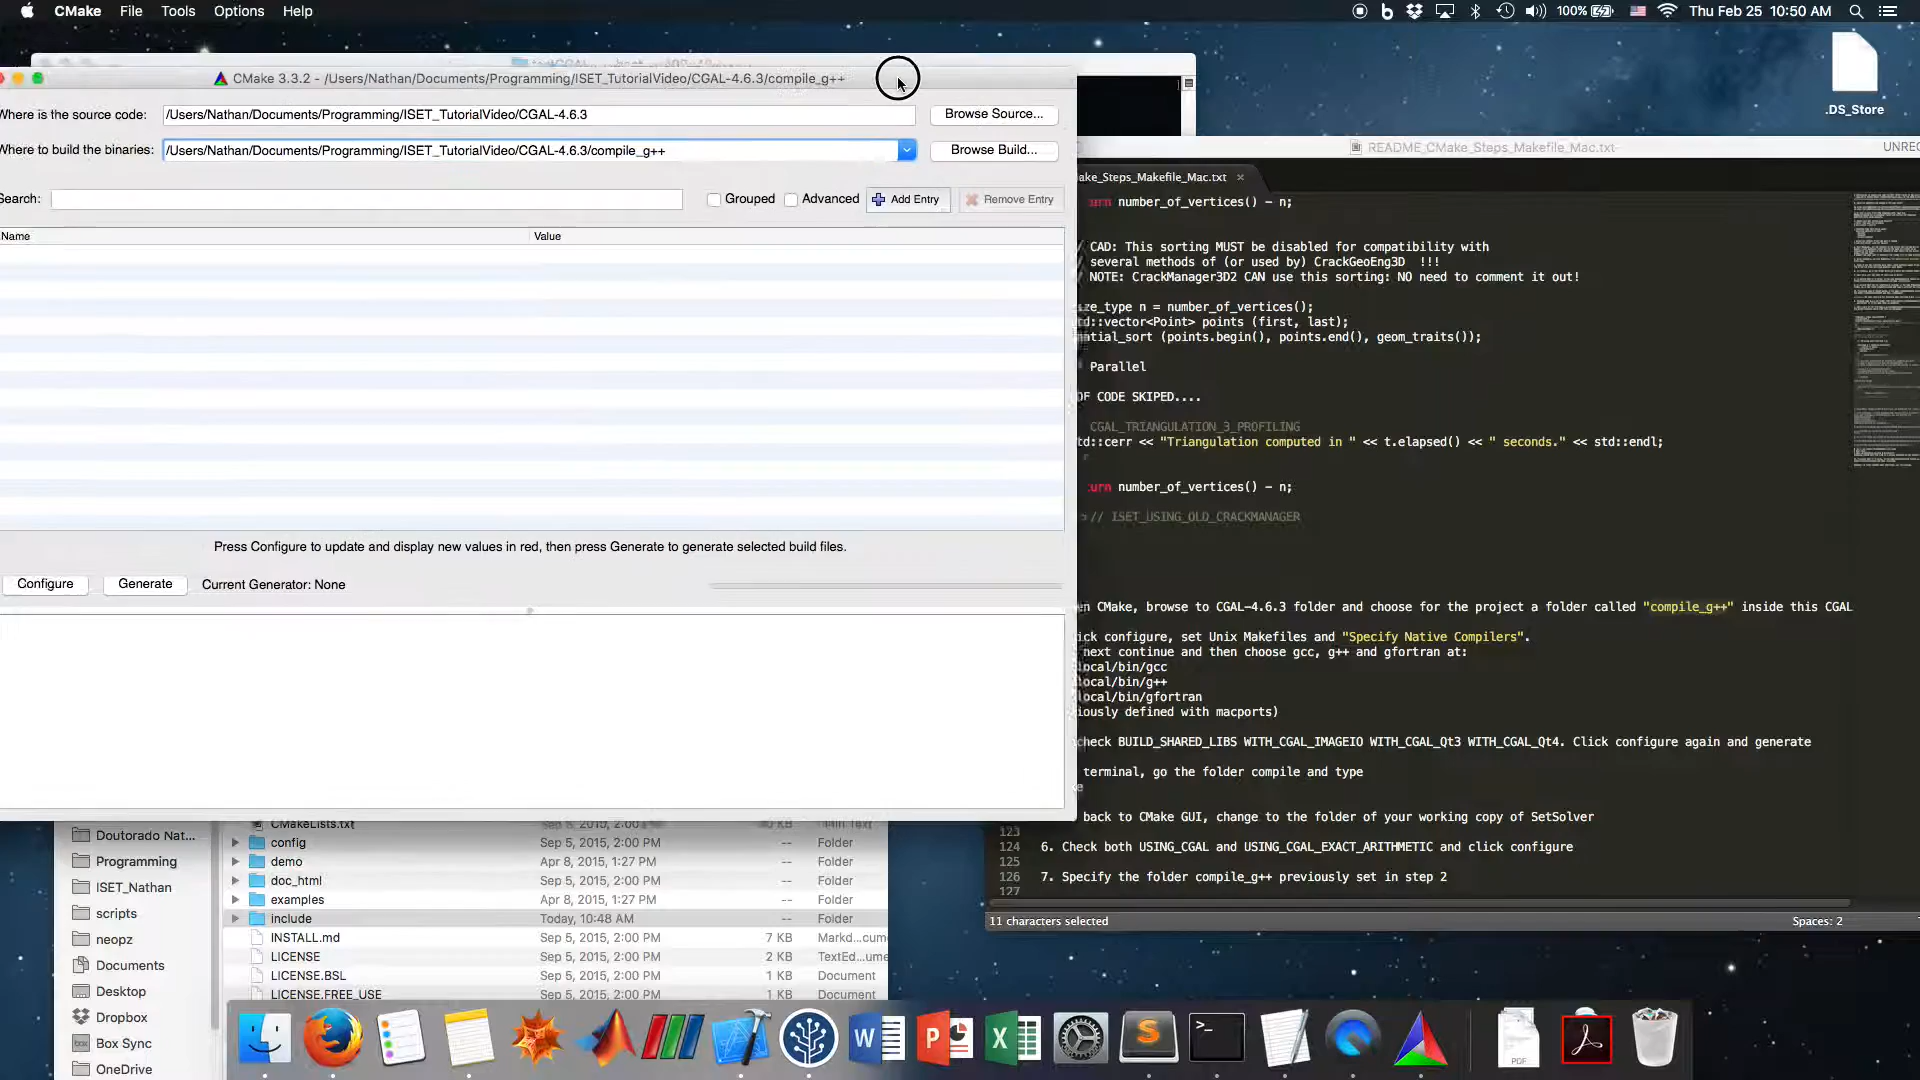 CMake File Tools Options Help
100% Thu Feb 25 10:50 AM
.DS_Store
CMake 3.3.2 - /Users/Nathan/Documents/Programming/ISET_TutorialVideo/CGAL-4.6.3/compile_g++
Where is the source code: /Users/Nathan/Documents/Programming/ISET_TutorialVideo/CGAL-4.6.3 Browse Source...
Where to build the binaries: /Users/Nathan/Documents/Programming/ISET_TutorialVideo/CGAL-4.6.3/compile_g++ Browse Build...
Search: Grouped Advanced Add Entry Remove Entry
Name Value
Press Configure to update and display new values in red, then press Generate to generate selected build files.
Configure Generate Current Generator: None
README_CMake_Steps_Makefile_Mac.txt UNREG
ake_Steps_Makefile_Mac.txt ×
urn number_of_vertices() - n;
CAD: This sorting MUST be disabled for compatibility with
several methods of (or used by) CrackGeoEng3D !!!
NOTE: CrackManager3D2 CAN use this sorting: NO need to comment it out!
ze_type n = number_of_vertices();
td::vector<Point> points (first, last);
atial_sort (points.begin(), points.end(), geom_traits());
Parallel
OF CODE SKIPED....
CGAL_TRIANGULATION_3_PROFILING
td::cerr << "Triangulation computed in " << t.elapsed() << " seconds." << std::endl;
urn number_of_vertices() - n;
// ISET_USING_OLD_CRACKMANAGER
en CMake, browse to CGAL-4.6.3 folder and choose for the project a folder called "compile_g++" inside this CGAL
ick configure, set Unix Makefiles and "Specify Native Compilers".
next continue and then choose gcc, g++ and gfortran at:
local/bin/gcc
local/bin/g++
local/bin/gfortran
iously defined with macports)
check BUILD_SHARED_LIBS WITH_CGAL_IMAGEIO WITH_CGAL_Qt3 WITH_CGAL_Qt4. Click configure again and generate
terminal, go the folder compile and type
e
back to CMake GUI, change to the folder of your working copy of SetSolver
123
124 6. Check both USING_CGAL and USING_CGAL_EXACT_ARITHMETIC and click configure
125
126 7. Specify the folder compile_g++ previously set in step 2
127
11 characters selected Spaces: 2
Doutorado Nat...
Programming
ISET_Nathan
scripts
neopz
Documents
Desktop
Dropbox
Box Sync
OneDrive
CMakeLists.txt Sep 5, 2015, 2:00
config Sep 5, 2015, 2:00 PM -- Folder
demo Apr 8, 2015, 1:27 PM -- Folder
doc_html Sep 5, 2015, 2:00 PM -- Folder
examples Apr 8, 2015, 1:27 PM -- Folder
include Today, 10:48 AM -- Folder
INSTALL.md Sep 5, 2015, 2:00 PM 7 KB Markd...cume
LICENSE Sep 5, 2015, 2:00 PM 2 KB TextEd...ume
LICENSE.BSL Sep 5, 2015, 2:00 PM 1 KB Document
LICENSE.FREE_USE Sep 5, 2015, 2:00 PM 1 KB Document
PDF